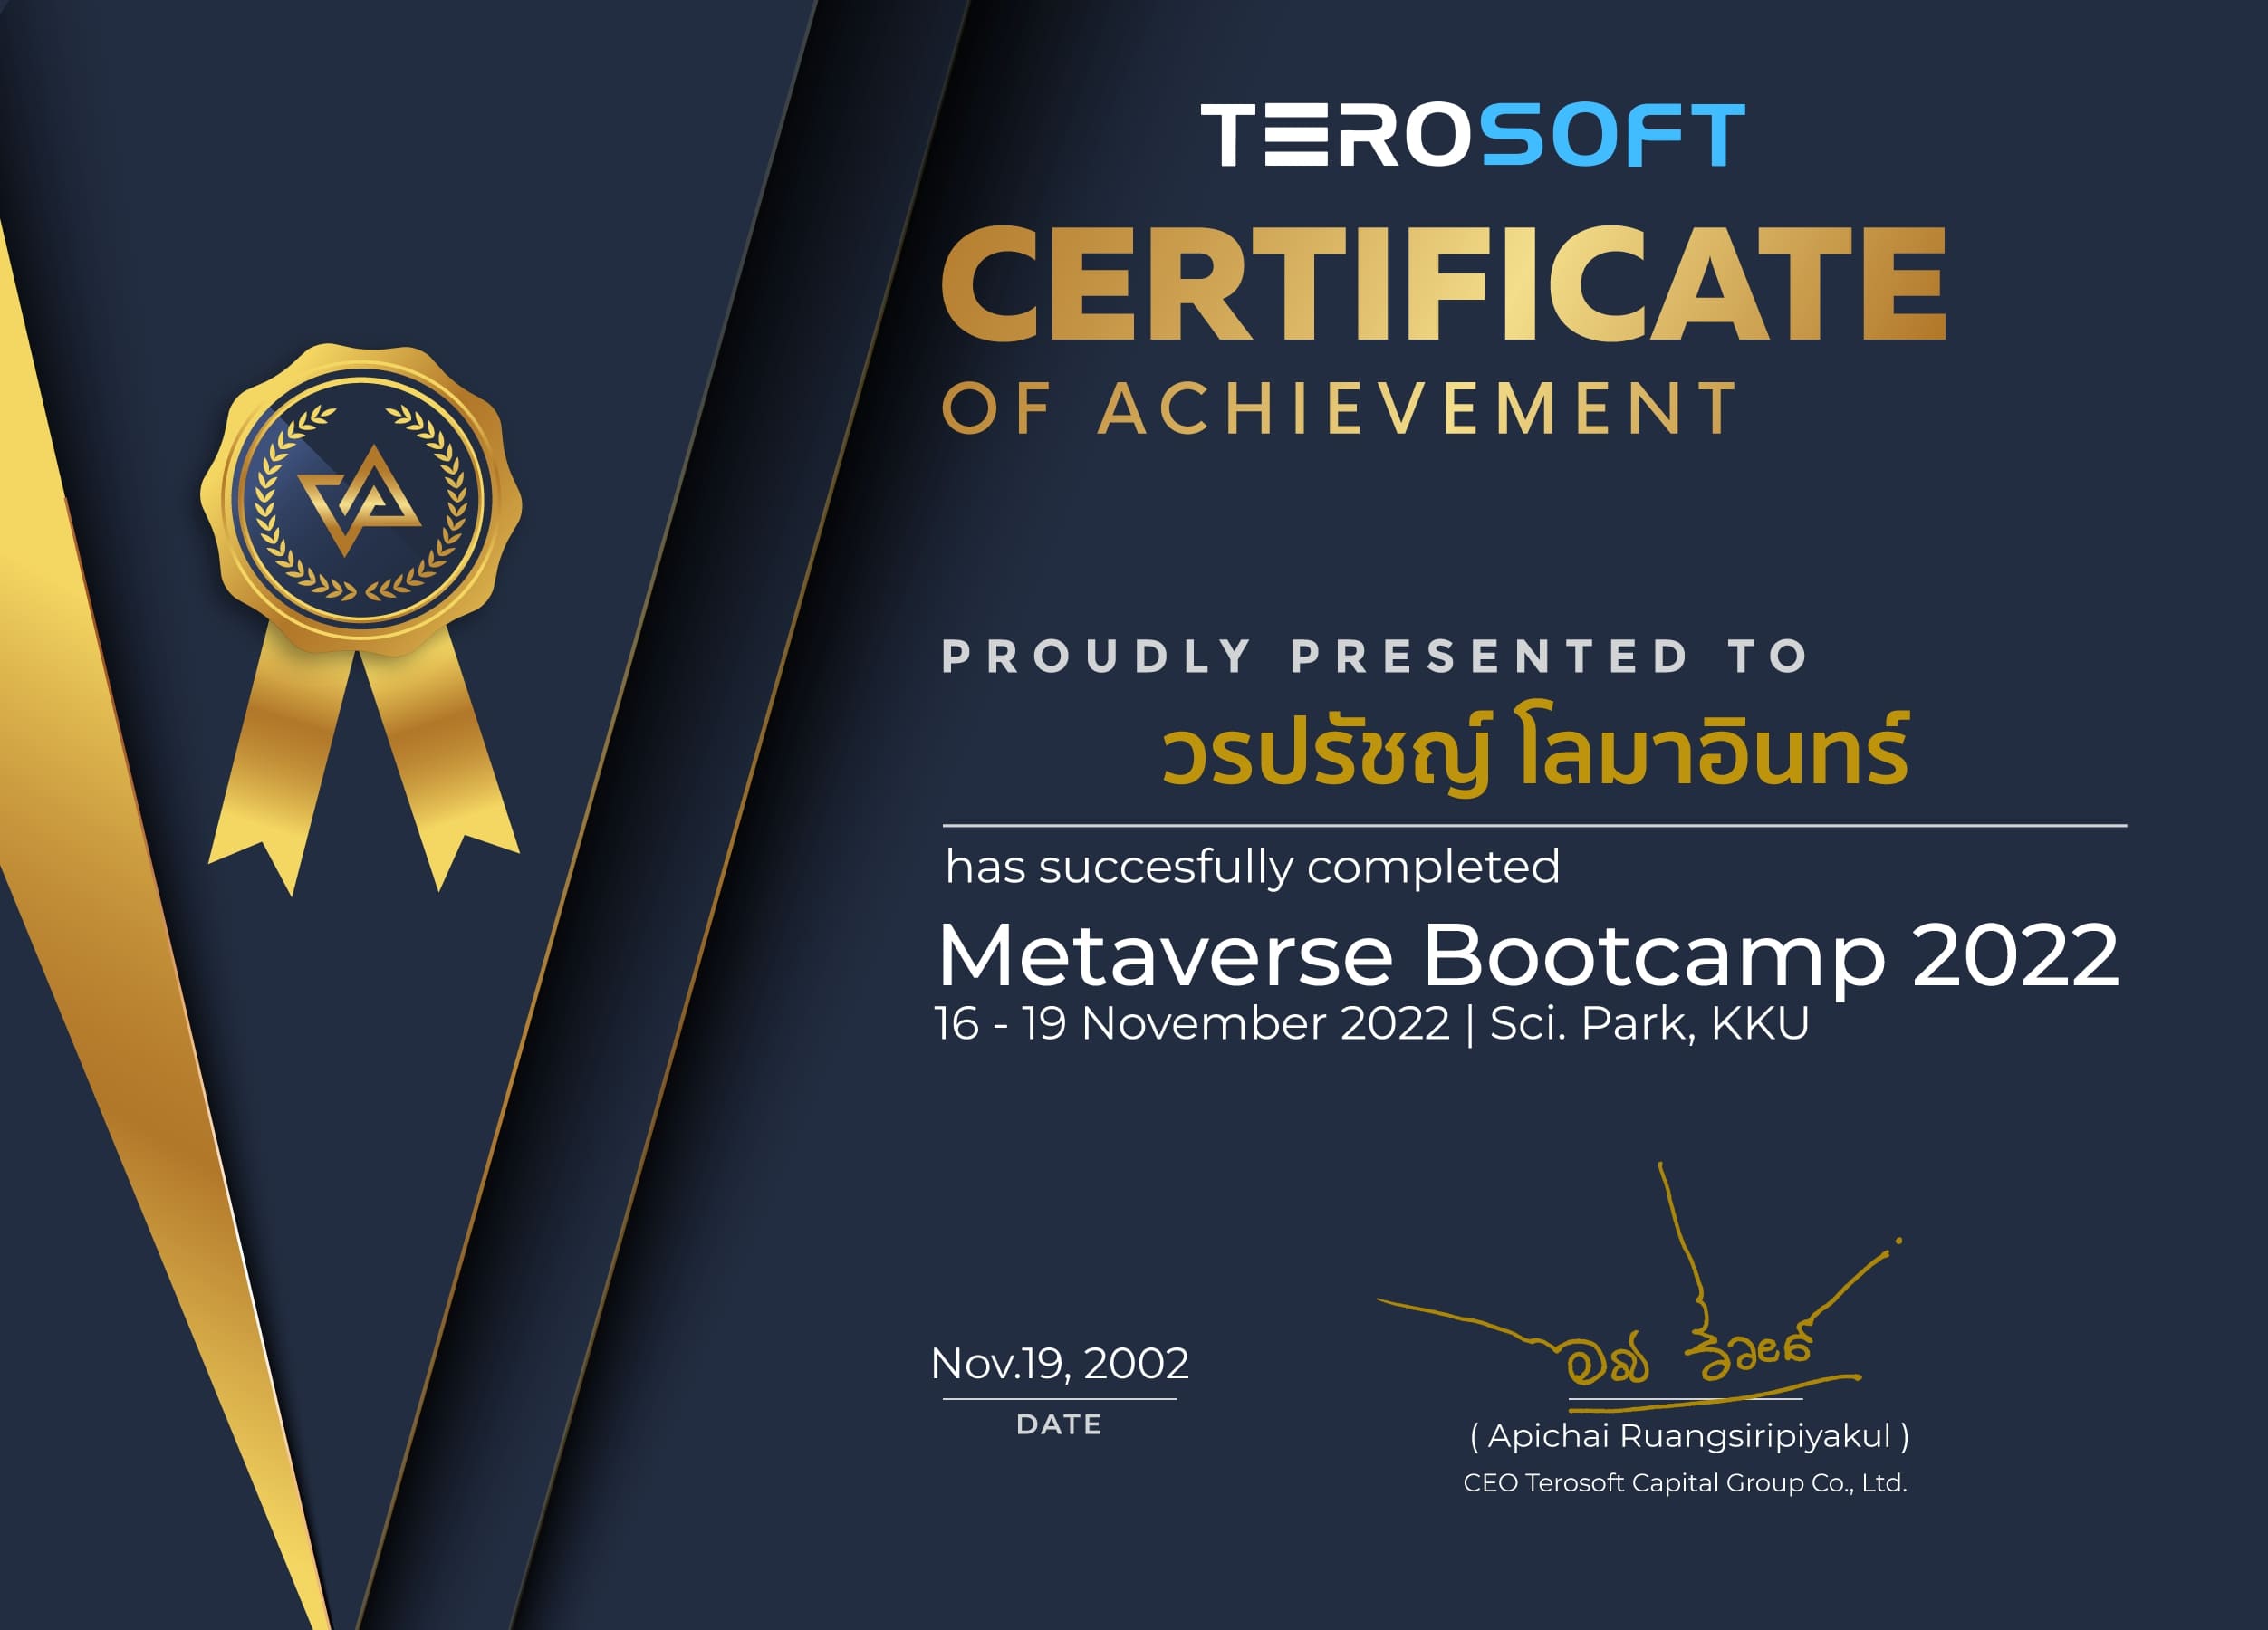 TEROSOFT
CERTIFICATE
OF ACHIEVEMENT
PROUDLY PRESENTED TO
วรปรัชญ์ โลมาอินทร์
has succesfully completed
Metaverse Bootcamp 2022
16 - 19 November 2022 | Sci. Park, KKU
Nov.19, 2002
DATE
( Apichai Ruangsiripiyakul )
CEO Terosoft Capital Group Co., Ltd.